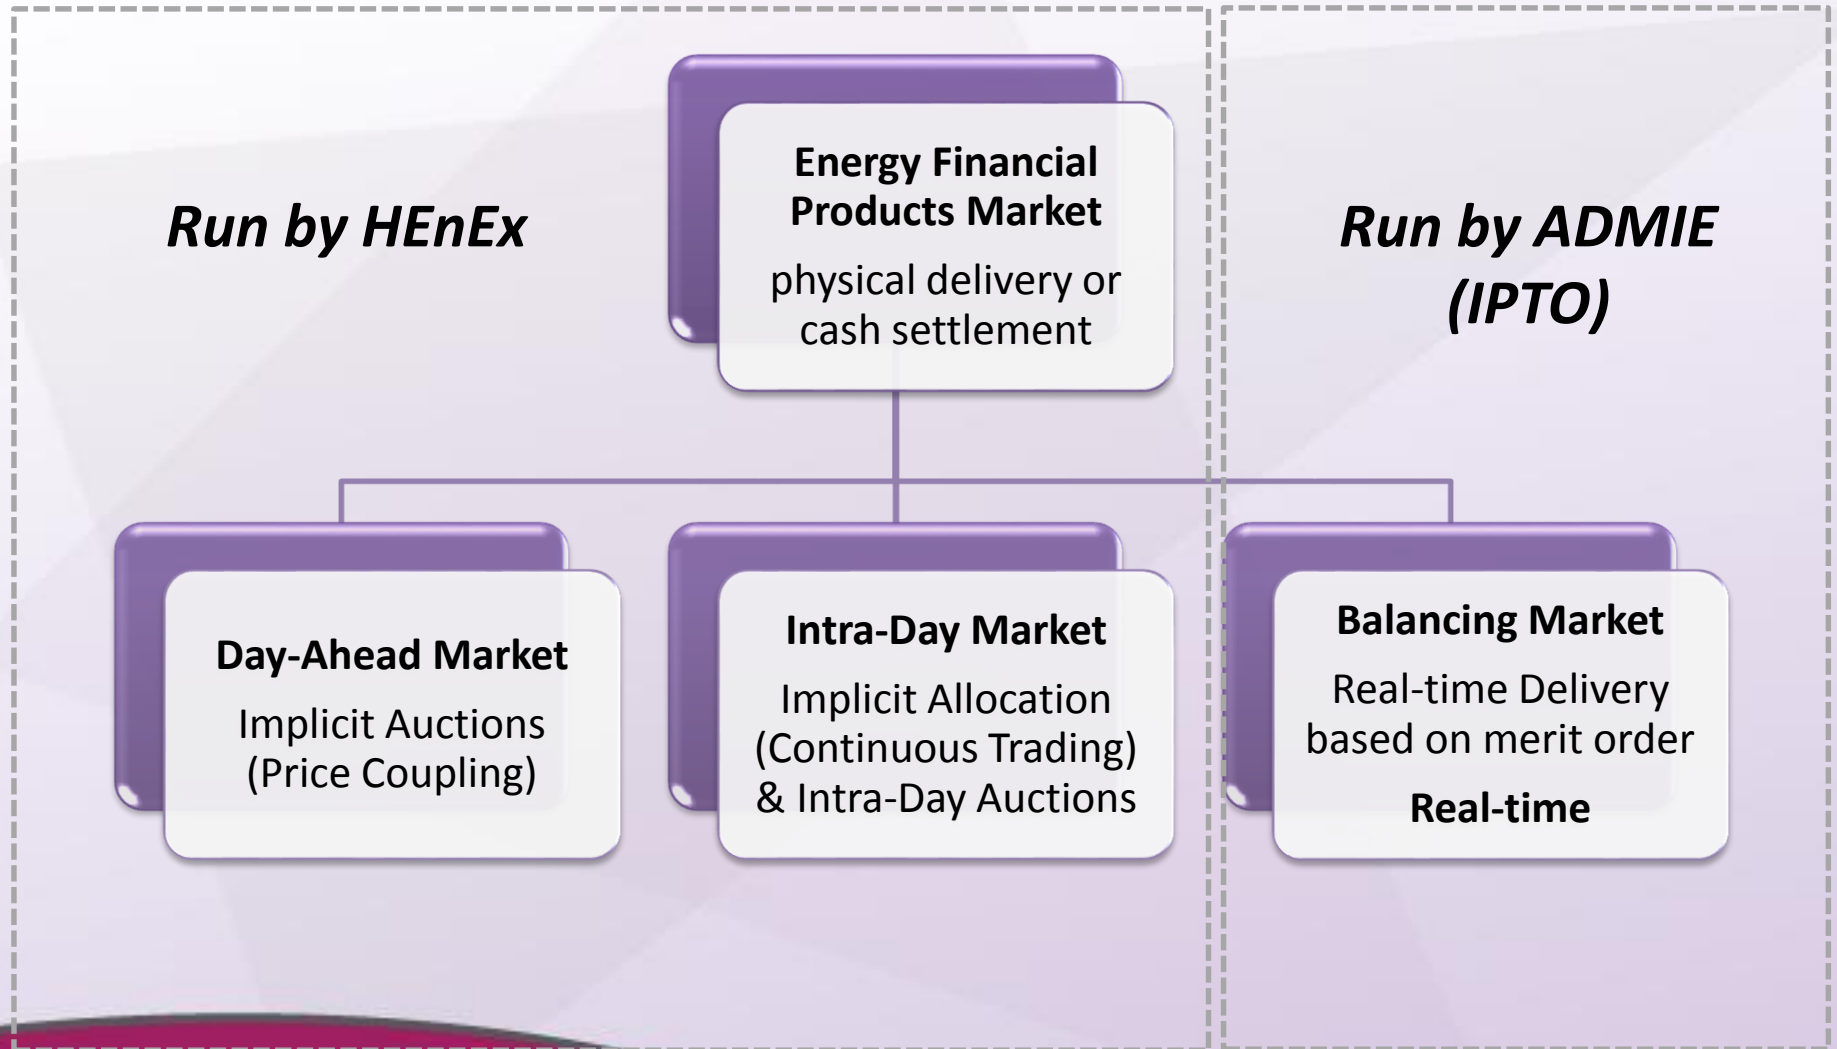 Run by HEnEx
Energy Financial
Products Market
physical delivery or
cash settlement
Run by ADMIE
(IPTO)
Day-Ahead Market
Implicit Auctions
(Price Coupling)
Intra-Day Market
Implicit Allocation
(Continuous Trading)
& Intra-Day Auctions
Balancing Market
Real-time Delivery
based on merit order
Real-time